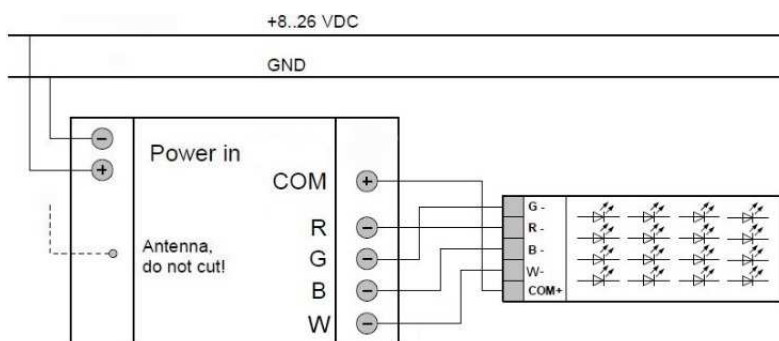 +8..26 VDC
GND
Power in
COM
R
G
B
W
Antenna,
do not cut!
G -
R -
B -
W-
COM+